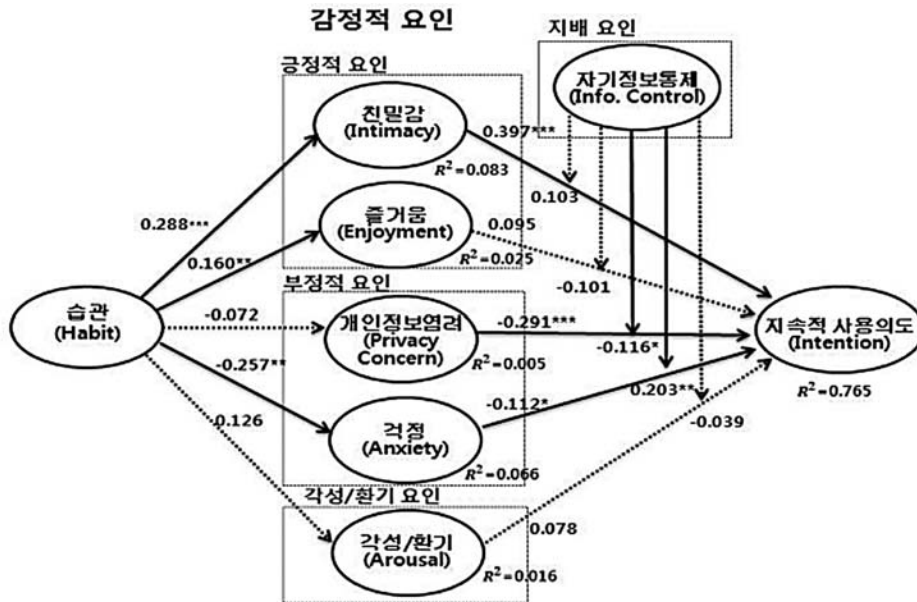 감정적 요인
지배 요인
긍정적 요인
자기정보통제
(Info. Control)
친밀감
(Intimacy)
0.397***
R²=0.083
0.103
0.288***
즐거움
(Enjoyment)
0.095
R²=0.025
0.160**
-0.101
부정적 요인
습관
(Habit)
-0.072
개인정보염려
(Privacy
Concern)
-0.291***
R²=0.005
-0.116*
지속적 사용의도
(Intention)
R²=0.765
-0.257**
0.203**
-0.112*
-0.039
0.126
걱정
(Anxiety)
R²=0.066
각성/환기 요인
각성/환기
(Arousal)
0.078
R²=0.016